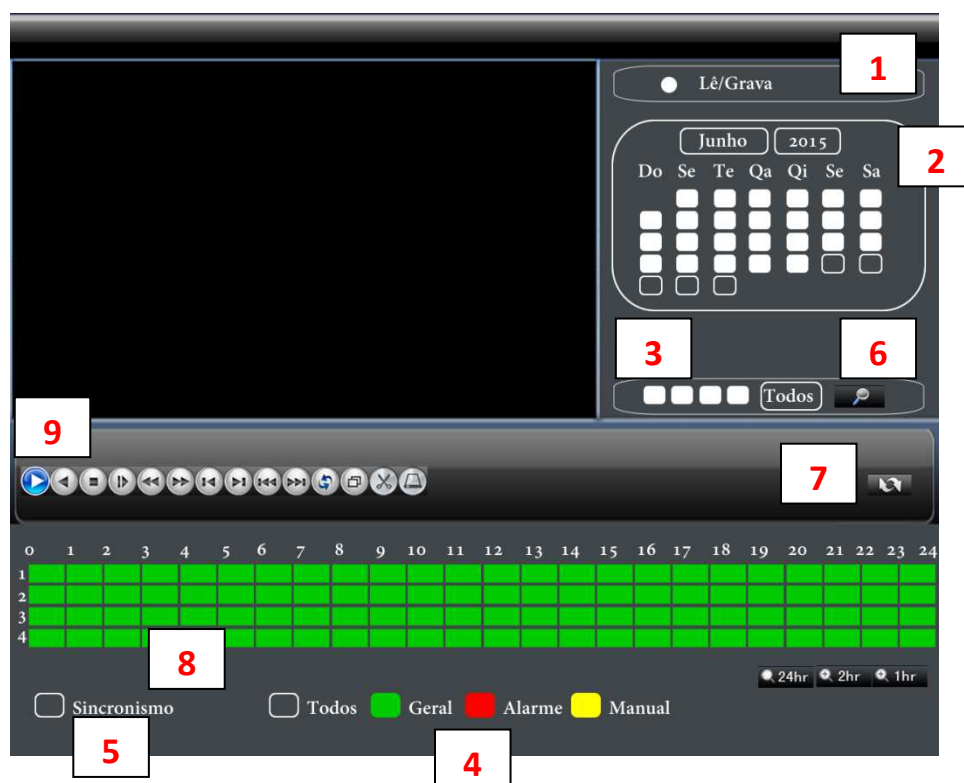 1
Lê/Grava
2
Junho 2015
Do Se Te Qa Qi Se Sa
3
6
Todos
9
7
0 1 2 3 4 5 6 7 8 9 10 11 12 13 14 15 16 17 18 19 20 21 22 23 24
1
2
3
4
8
24hr 2hr 1hr
Sincronismo Todos Geral Alarme Manual
5
4